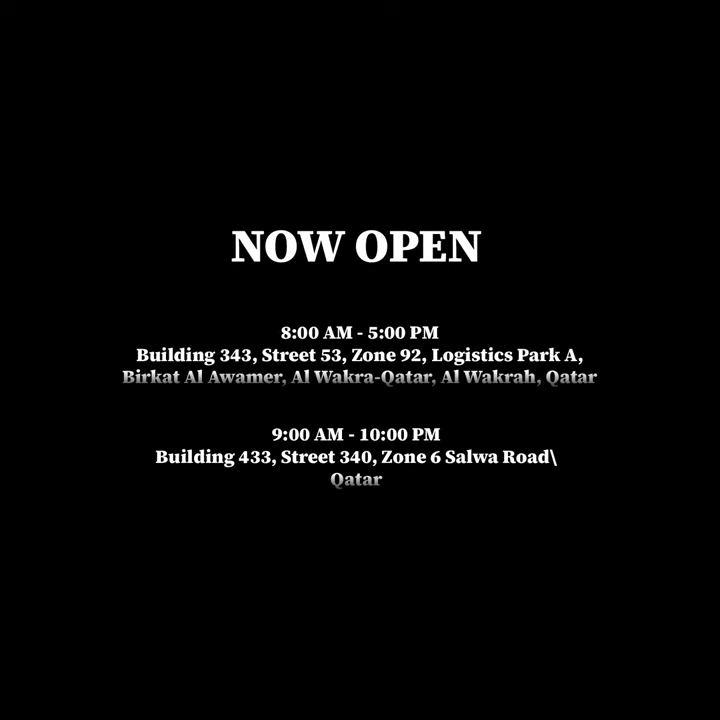 NOW OPEN
8:00 AM - 5:00 PM
Building 343, Street 53, Zone 92, Logistics Park A,
Birkat Al Awamer, Al Wakra-Qatar, Al Wakrah, Qatar
9:00 AM - 10:00 PM
Building 433, Street 340, Zone 6 Salwa Road\
Qatar